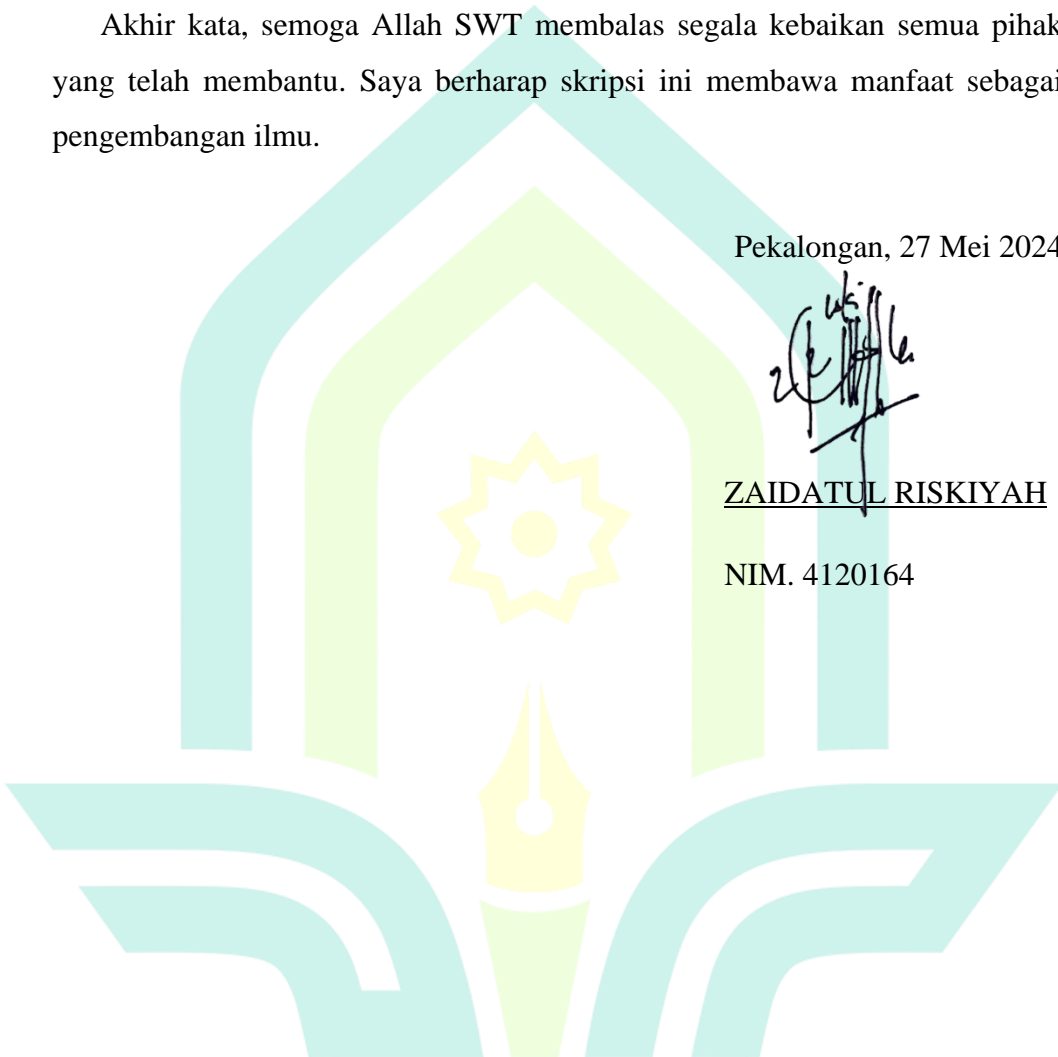 Akhir kata, semoga Allah SWT membalas segala kebaikan semua pihak
yang telah membantu. Saya berharap skripsi ini membawa manfaat sebagai
pengembangan ilmu.
Pekalongan, 27 Mei 2024
ZAIDATUL RISKIYAH
NIM. 4120164